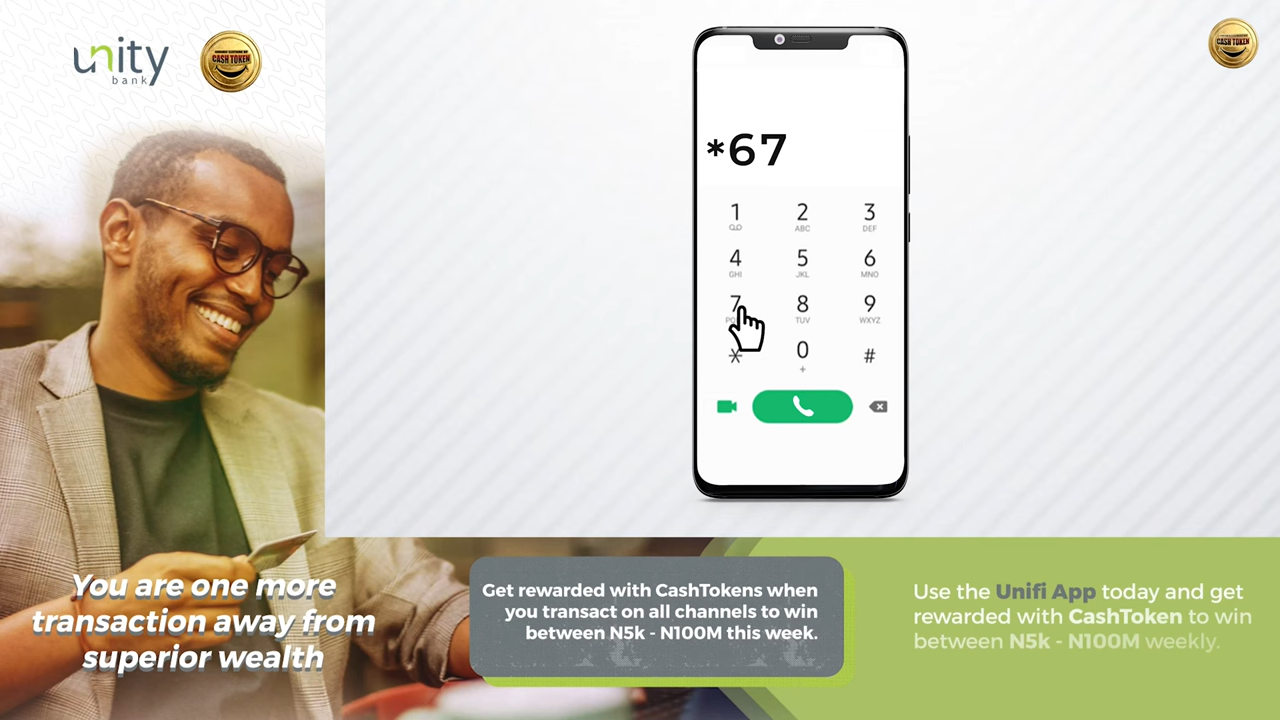 unity
bank
CASH TOKEN
CASH TOKEN
*67
1 2 3
ABC DEF
4 5 6
GHI JKL MNO
7 8 9
TUV WXYZ
* 0 #
+
You are one more
transaction away from
superior wealth
Get rewarded with CashTokens when
you transact on all channels to win
between N5k - N100M this week.
Use the Unifi App today and get
rewarded with CashToken to win
between N5k - N100M weekly.